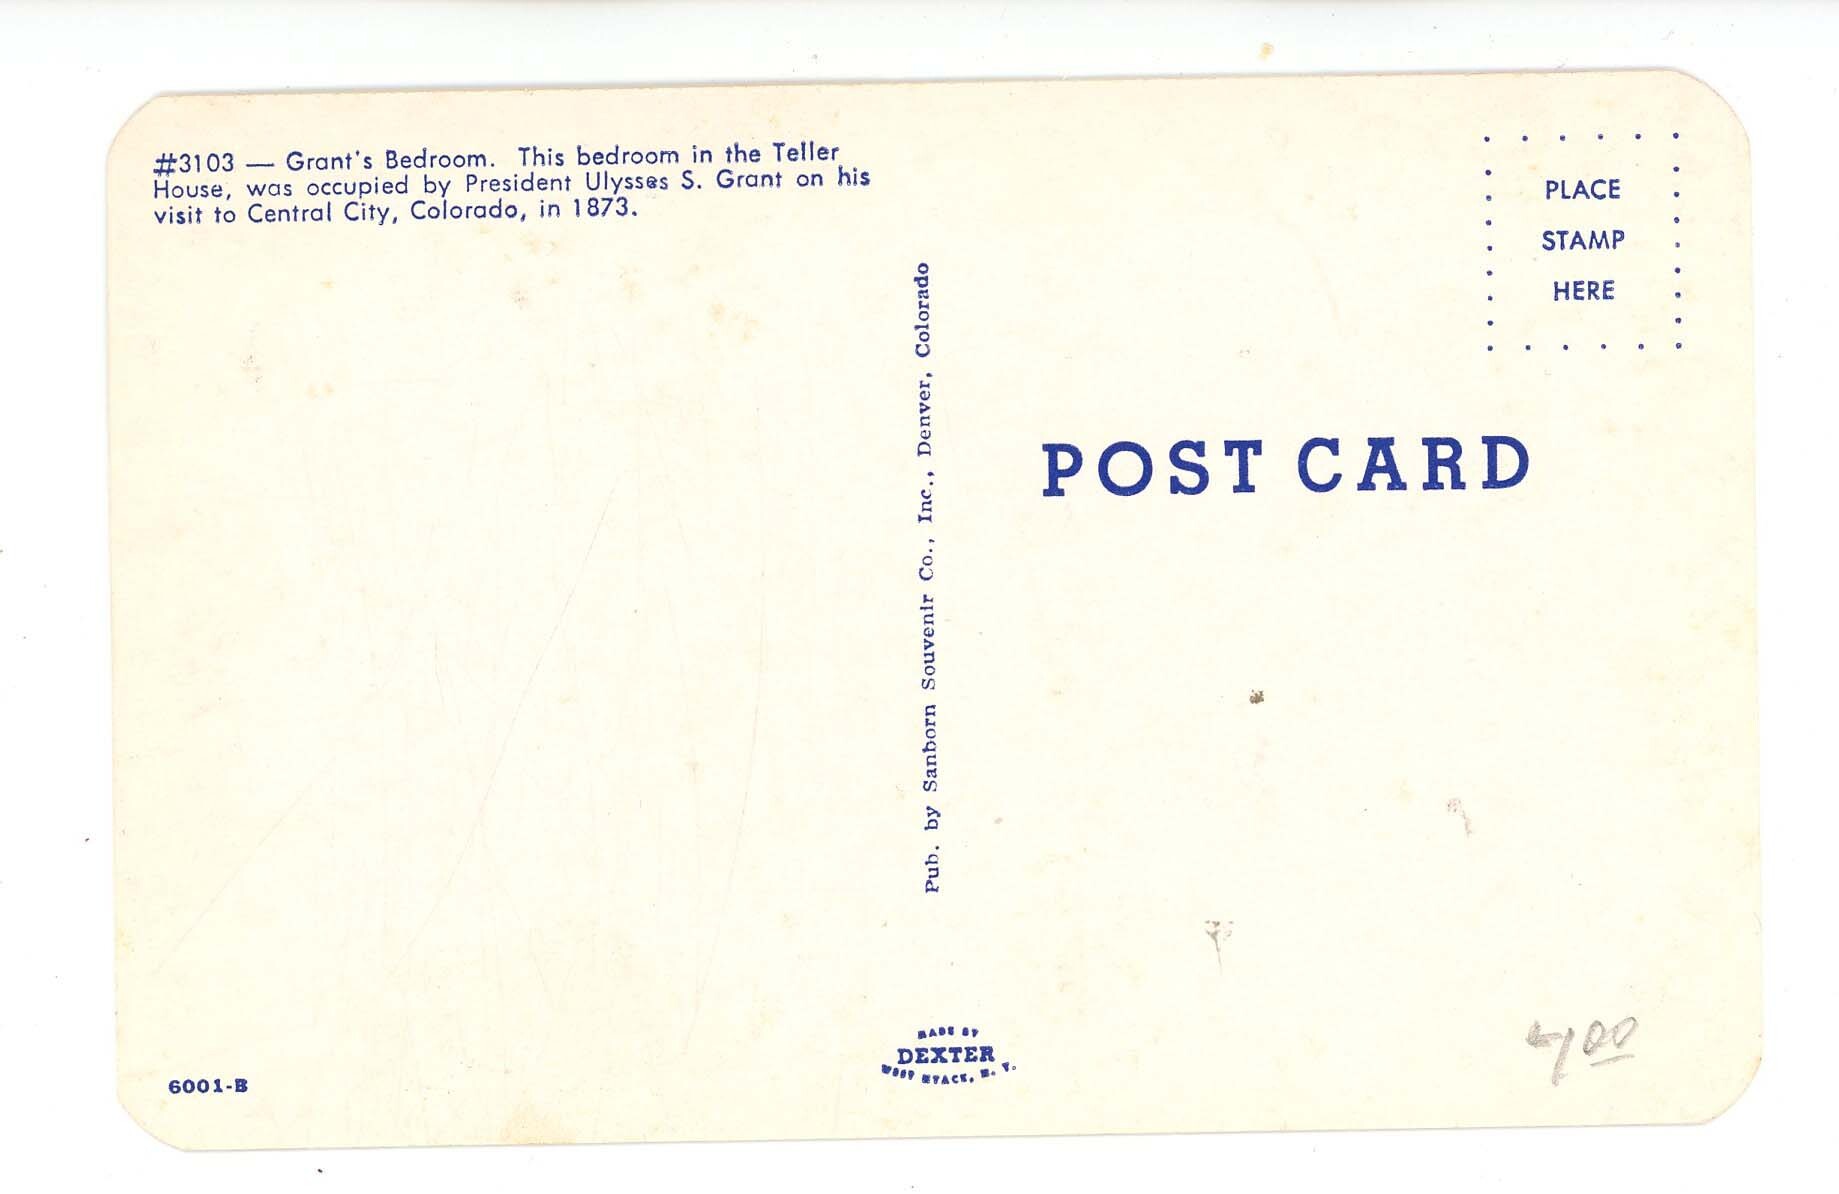 #3103 — Grant's Bedroom. This bedroom in the Teller
House, was occupied by President Ulysses S. Grant on his
visit to Central City, Colorado, in 1873.
PLACE
STAMP
HERE
POST CARD
Pub. by Sanborn Souvenir Co., Inc., Denver, Colorado
MADE BY
DEXTER
WEST NYACK, N. Y.
6001-B
4 00